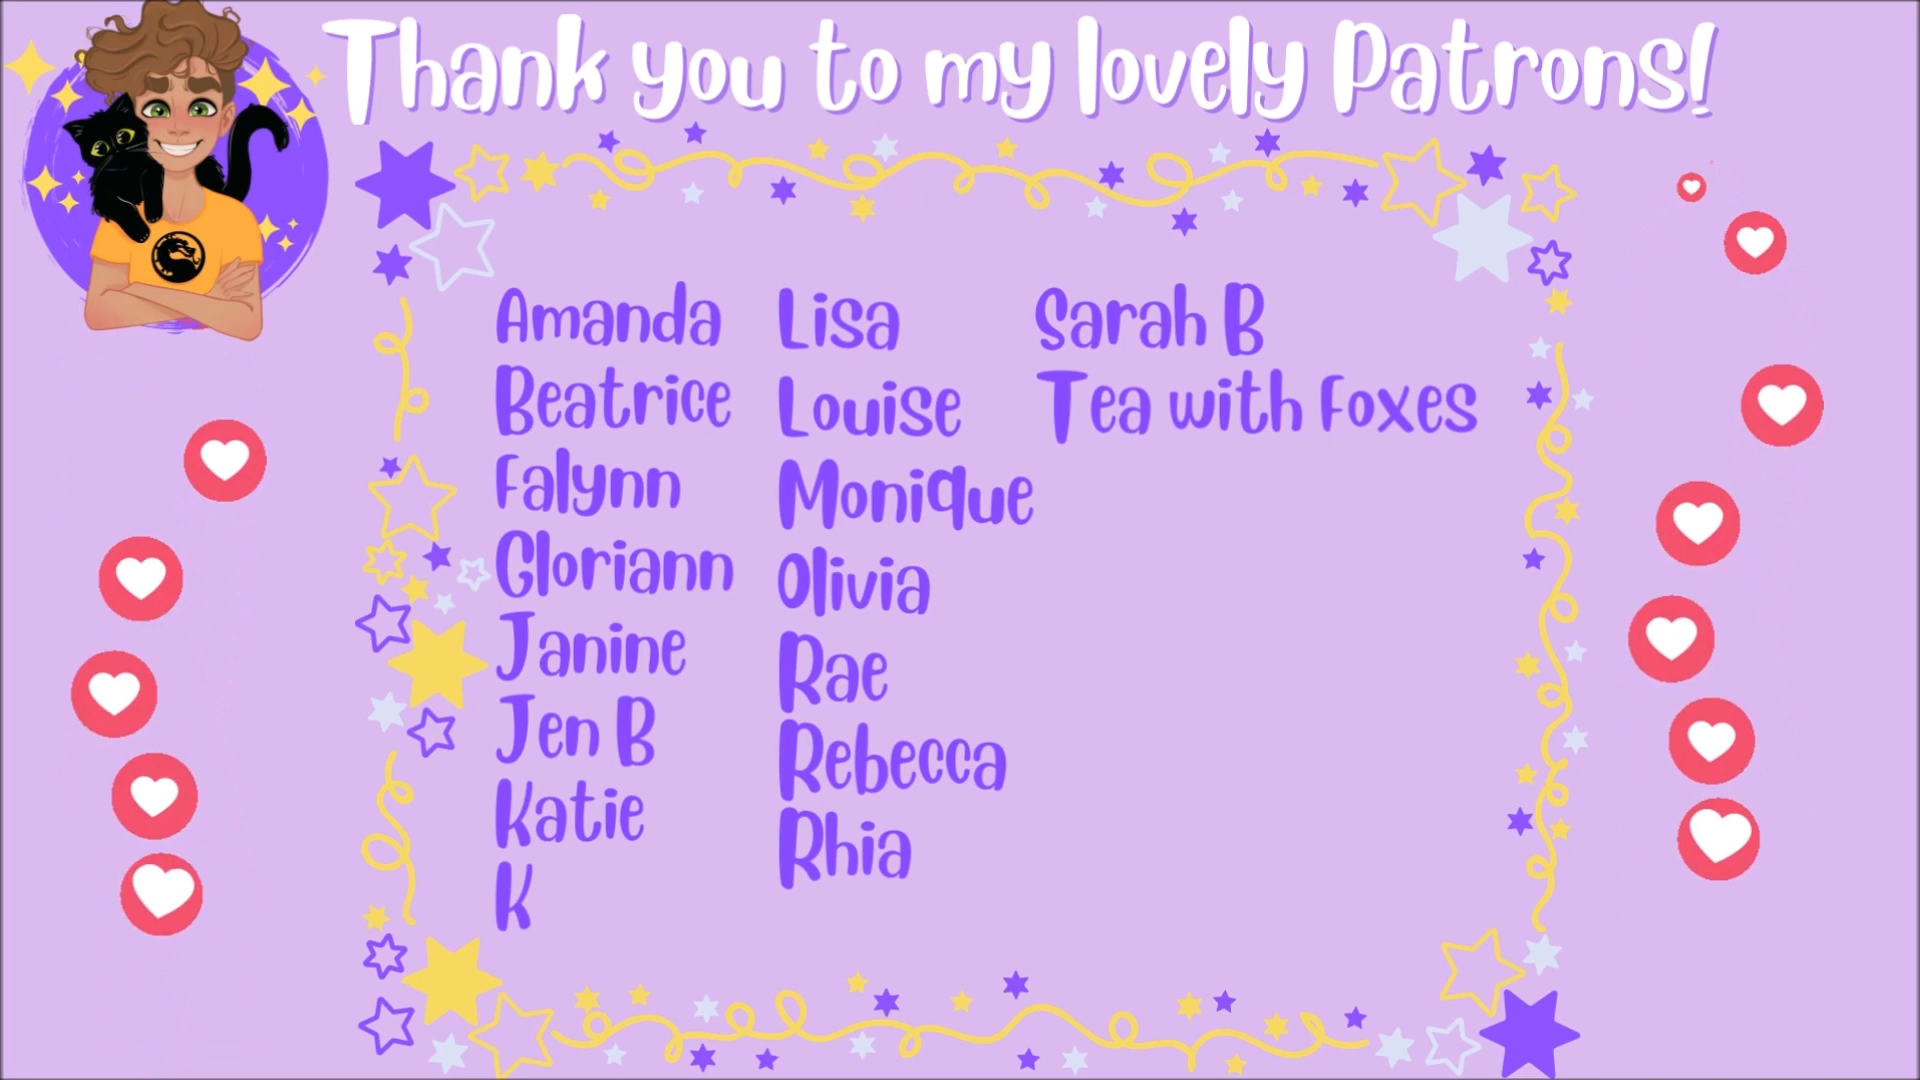 Thank you to my lovely Patrons!
Amanda
Beatrice
Falynn
Gloriann
Janine
Jen B
Katie
K
Lisa
Louise
Monique
Olivia
Rae
Rebecca
Rhia
Sarah B
Tea with Foxes